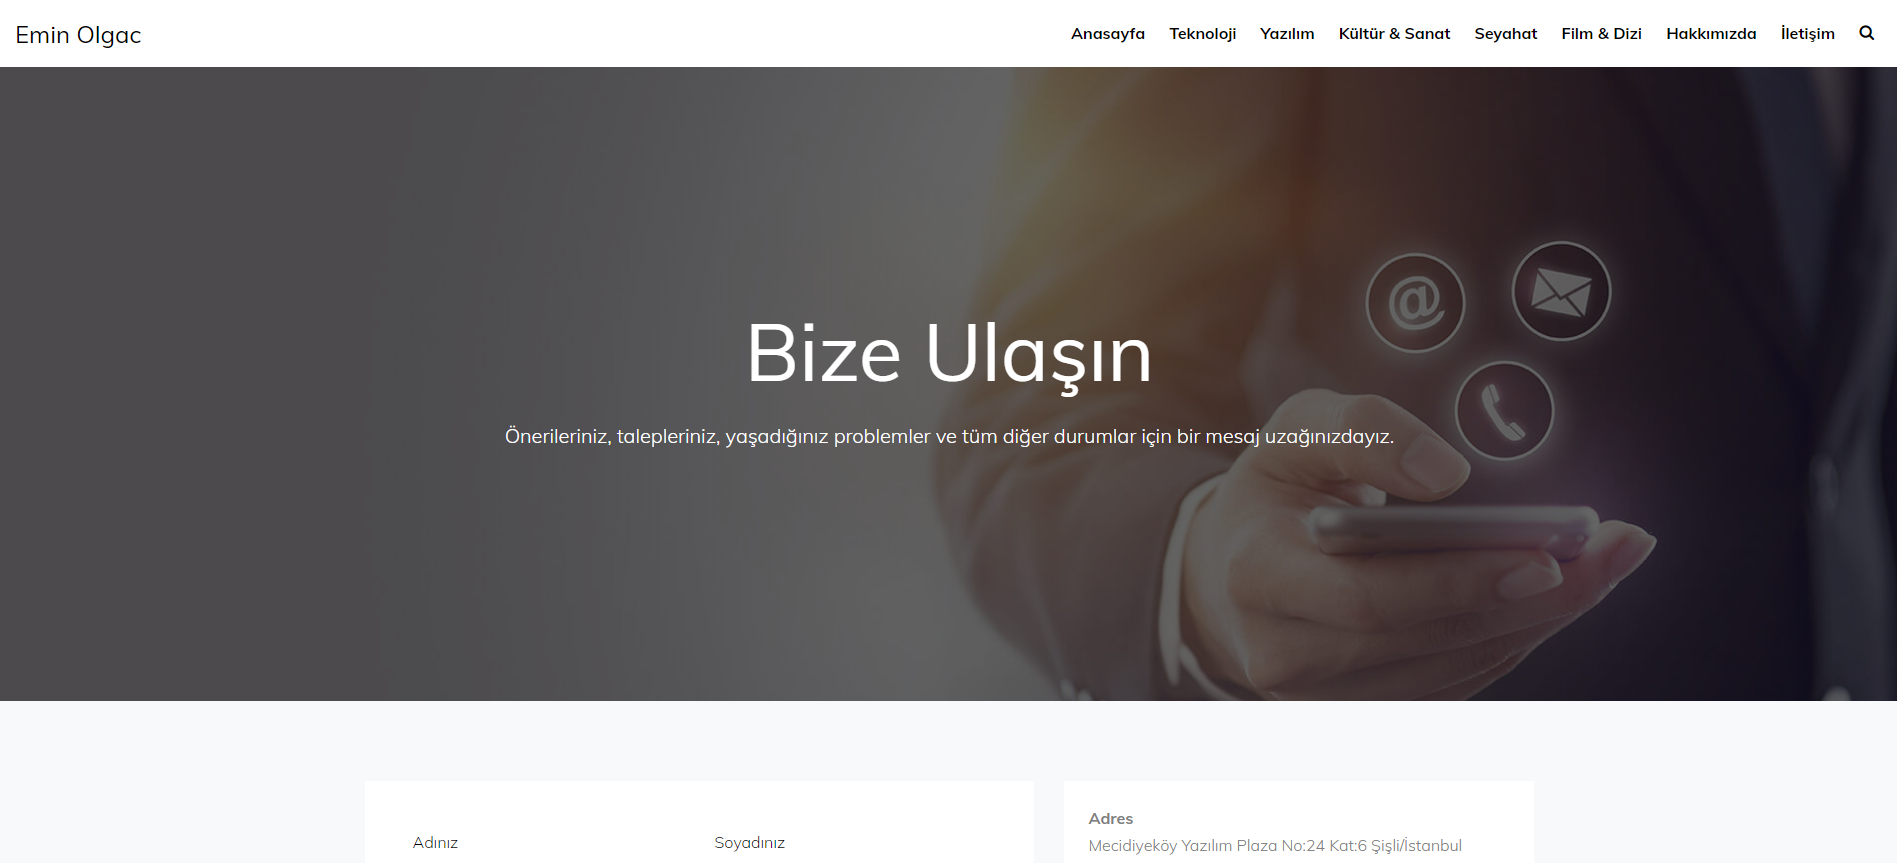 Emin Olgac
Anasayfa Teknoloji Yazılım Kültür & Sanat Seyahat Film & Dizi Hakkımızda İletişim
@
Bize Ulaşın
Önerileriniz, talepleriniz, yaşadığınız problemler ve tüm diğer durumlar için bir mesaj uzağınızdayız.
Adınız Soyadınız
Adres
Mecidiyeköy Yazılım Plaza No:24 Kat:6 Şişli/İstanbul